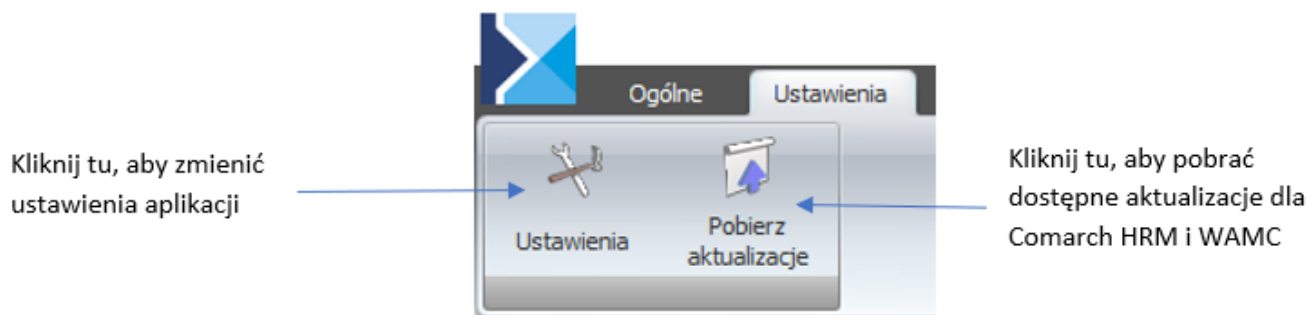 Ogólne
Ustawienia
Kliknij tu, aby zmienić
ustawienia aplikacji
Ustawienia
Pobierz
aktualizacje
Kliknij tu, aby pobrać
dostępne aktualizacje dla
Comarch HRM i WAMC